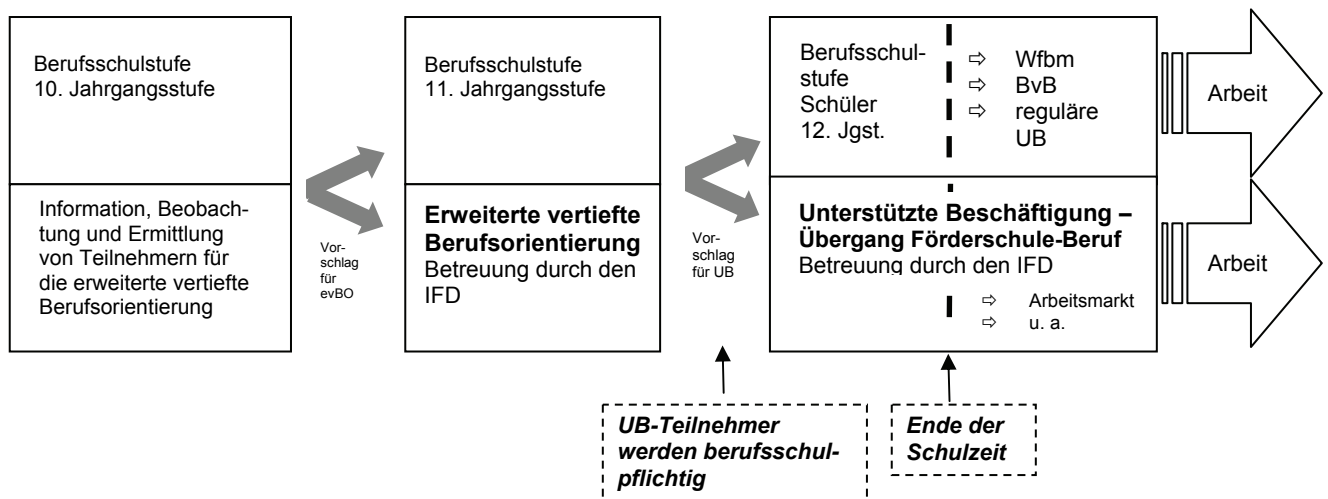 Berufsschulstufe
10. Jahrgangsstufe
Information, Beobach-
tung und Ermittlung
von Teilnehmern für
die erweiterte vertiefte
Berufsorientierung
Vor-
schlag
für
evBO
Berufsschulstufe
11. Jahrgangsstufe
Erweiterte vertiefte
Berufsorientierung
Betreuung durch den
IFD
Vor-
schlag
für UB
Berufsschul-
stufe
Schüler
12. Jgst.
⇨ Wfbm
⇨ BvB
⇨ reguläre
UB
Unterstützte Beschäftigung –
Übergang Förderschule-Beruf
Betreuung durch den IFD
⇨ Arbeitsmarkt
⇨ u. a.
Arbeit
Arbeit
UB-Teilnehmer
werden berufsschul-
pflichtig
Ende der
Schulzeit